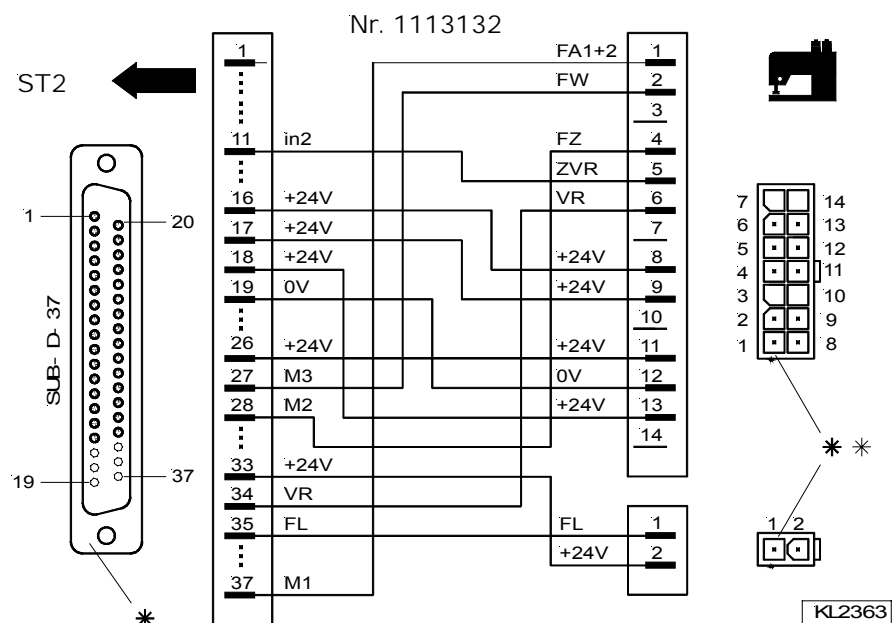 Nr. 1113132
ST2
1 FA1+2 1
FW 2
3
11 in2 FZ 4
ZVR 5
16 +24V VR 6
17 +24V 7
18 +24V +24V 8
19 0V +24V 9
10
26 +24V +24V 11
27 M3 0V 12
28 M2 +24V 13
14
33 +24V
34 VR
35 FL FL 1
+24V 2
37 M1
1 20
SUB-D-37
19 37
*
7 14
6 13
5 12
4 11
3 10
2 9
1 8
* *
1 2
KL2363